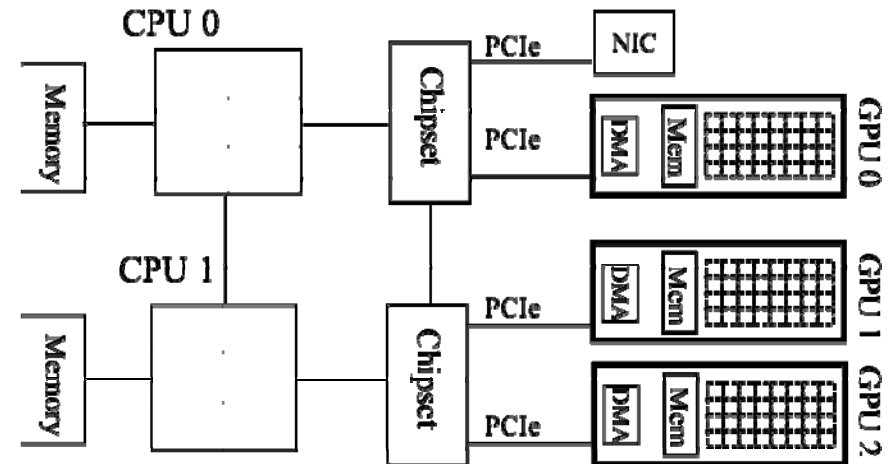 CPU 0
PCIe
NIC
Memory
Chipset
PCIe
DMA
Mem
GPU 0
CPU 1
PCIe
DMA
Mem
GPU 1
Memory
Chipset
PCIe
DMA
Mem
GPU 2